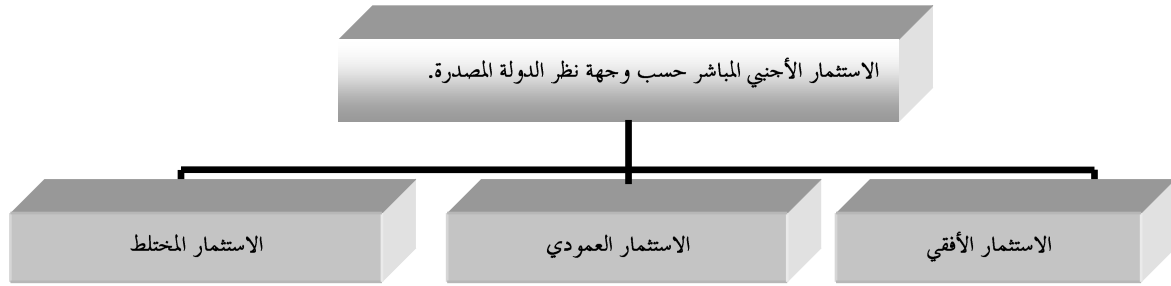 الاستثمار الأجنبي المباشر حسب وجهة نظر الدولة المصدرة.
الاستثمار الأفقي
الاستثمار العمودي
الاستثمار المختلط